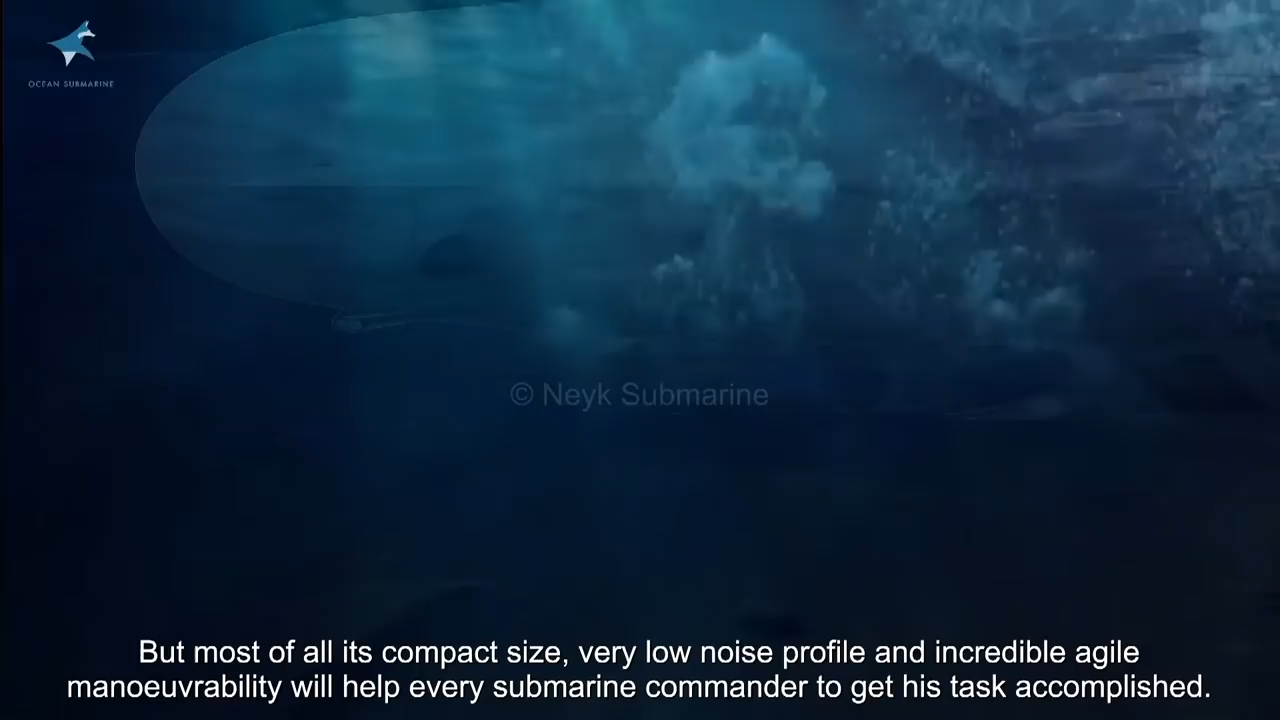 OCEAN SUBMARINE
© Neyk Submarine
But most of all its compact size, very low noise profile and incredible agile
manoeuvrability will help every submarine commander to get his task accomplished.